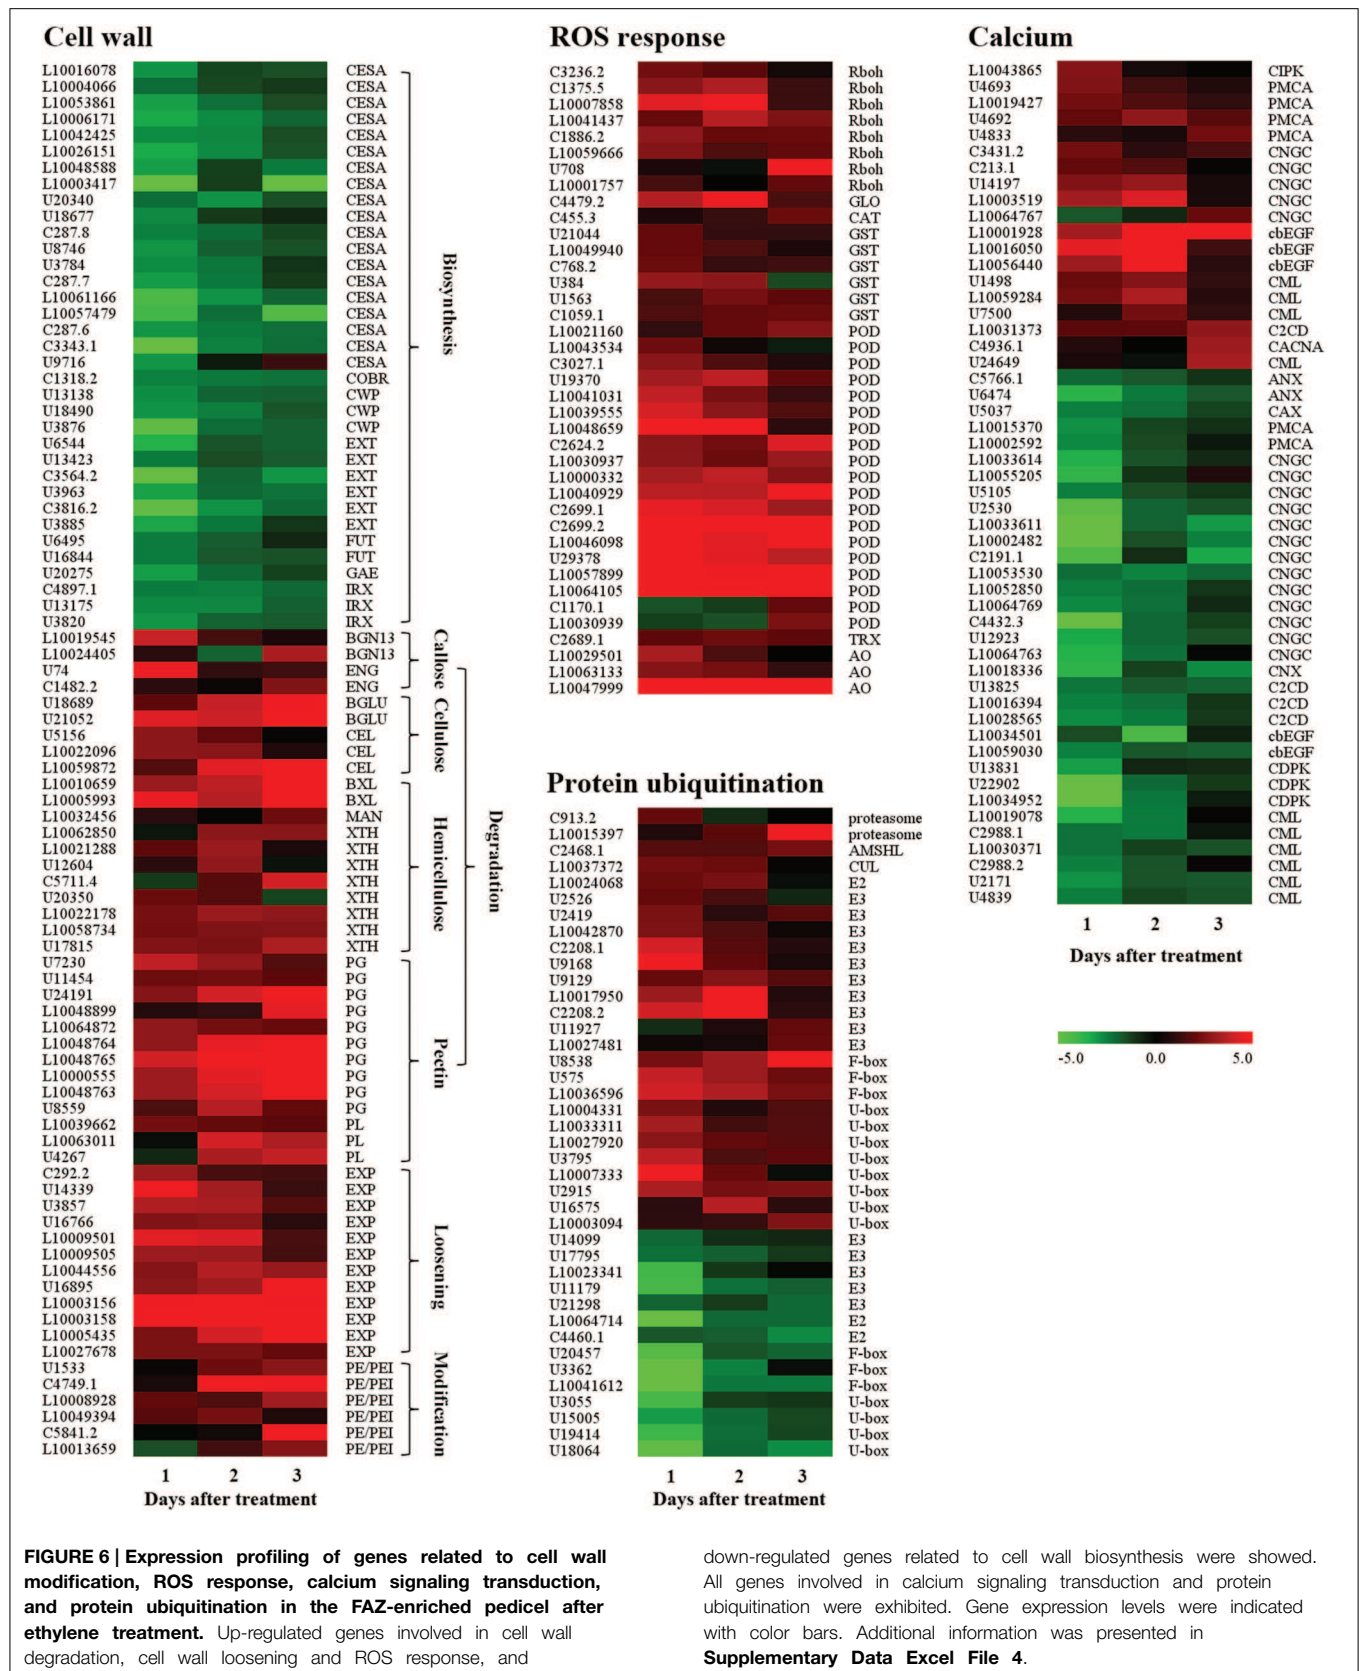 Cell wall
L10016078 CESA
L10004066 CESA
L10053861 CESA
L10006171 CESA
L10042425 CESA
L10026151 CESA
L10048588 CESA
L10003417 CESA
U20340 CESA
U18677 CESA
C287.8 CESA
U8746 CESA
U3784 CESA
C287.7 CESA
L10061166 CESA
L10057479 CESA
C287.6 CESA
C3343.1 CESA
U9716 CESA
C1318.2 COBR
U13138 CWP
U18490 CWP
U3876 CWP
U6544 EXT
U13423 EXT
C3564.2 EXT
U3963 EXT
C3816.2 EXT
U3885 EXT
U6495 FUT
U16844 FUT
U20275 GAE
C4897.1 IRX
U13175 IRX
U3820 IRX
L10019545 BGN13
L10024405 BGN13
U74 ENG
C1482.2 ENG
U18689 BGLU
U21052 BGLU
U5156 CEL
L10022096 CEL
L10059872 CEL
L10010659 BXL
L10005993 BXL
L10032456 MAN
L10062850 XTH
L10021288 XTH
U12604 XTH
C5711.4 XTH
U20350 XTH
L10022178 XTH
L10058734 XTH
U17815 XTH
U7230 PG
U11454 PG
U24191 PG
L10048899 PG
L10064872 PG
L10048764 PG
L10048765 PG
L10000555 PG
L10048763 PG
U8559 PG
L10039662 PL
L10063011 PL
U4267 PL
C292.2 EXP
U14339 EXP
U3857 EXP
U16766 EXP
L10009501 EXP
L10009505 EXP
L10044556 EXP
U16895 EXP
L10003156 EXP
L10003158 EXP
L10005435 EXP
L10027678 EXP
U1533 PE/PEI
C4749.1 PE/PEI
L10008928 PE/PEI
L10049394 PE/PEI
C5841.2 PE/PEI
L10013659 PE/PEI
1 2 3
Days after treatment
Biosynthesis
Callose
Cellulose
Hemicellulose
Pectin
Degradation
Loosening
Modification
ROS response
C3236.2 Rboh
C1375.5 Rboh
L10007858 Rboh
L10041437 Rboh
C1886.2 Rboh
L10059666 Rboh
U708 Rboh
L10001757 Rboh
C4479.2 GLO
C455.3 CAT
U21044 GST
L10049940 GST
C768.2 GST
U384 GST
U1563 GST
C1059.1 GST
L10021160 POD
L10043534 POD
C3027.1 POD
U19370 POD
L10041031 POD
L10039555 POD
L10048659 POD
C2624.2 POD
L10030937 POD
L10000332 POD
L10040929 POD
C2699.1 POD
C2699.2 POD
L10046098 POD
U29378 POD
L10057899 POD
L10064105 POD
C1170.1 POD
L10030939 POD
C2689.1 TRX
L10029501 AO
L10063133 AO
L10047999 AO
Protein ubiquitination
C913.2 proteasome
L10015397 proteasome
C2468.1 AMSHL
L10037372 CUL
L10024068 E2
U2526 E3
U2419 E3
L10042870 E3
C2208.1 E3
U9168 E3
U9129 E3
L10017950 E3
C2208.2 E3
U11927 E3
L10027481 E3
U8538 F-box
U575 F-box
L10036596 F-box
L10004331 U-box
L10033311 U-box
L10027920 U-box
U3795 U-box
L10007333 U-box
U2915 U-box
U16575 U-box
L10003094 U-box
U14099 E3
U17795 E3
L10023341 E3
U11179 E3
U21298 E3
L10064714 E2
C4460.1 E2
U20457 F-box
U3362 F-box
L10041612 F-box
U3055 U-box
U15005 U-box
U19414 U-box
U18064 U-box
1 2 3
Days after treatment
Calcium
L10043865 CIPK
U4693 PMCA
L10019427 PMCA
U4692 PMCA
U4833 PMCA
C3431.2 CNGC
C213.1 CNGC
U14197 CNGC
L10003519 CNGC
L10064767 CNGC
L10001928 cbEGF
L10016050 cbEGF
L10056440 cbEGF
U1498 CML
L10059284 CML
U7500 CML
L10031373 C2CD
C4936.1 CACNA
U24649 CML
C5766.1 ANX
U6474 ANX
U5037 CAX
L10015370 PMCA
L10002592 PMCA
L10033614 CNGC
L10055205 CNGC
U5105 CNGC
U2530 CNGC
L10033611 CNGC
L10002482 CNGC
C2191.1 CNGC
L10053530 CNGC
L10052850 CNGC
L10064769 CNGC
C4432.3 CNGC
U12923 CNGC
L10064763 CNGC
L10018336 CNX
U13825 C2CD
L10016394 C2CD
L10028565 C2CD
L10034501 cbEGF
L10059030 cbEGF
U13831 CDPK
U22902 CDPK
L10034952 CDPK
L10019078 CML
C2988.1 CML
L10030371 CML
C2988.2 CML
U2171 CML
U4839 CML
1 2 3
Days after treatment
-5.0 0.0 5.0
FIGURE 6 | Expression profiling of genes related to cell wall
modification, ROS response, calcium signaling transduction,
and protein ubiquitination in the FAZ-enriched pedicel after
ethylene treatment. Up-regulated genes involved in cell wall
degradation, cell wall loosening and ROS response, and
down-regulated genes related to cell wall biosynthesis were showed.
All genes involved in calcium signaling transduction and protein
ubiquitination were exhibited. Gene expression levels were indicated
with color bars. Additional information was presented in
Supplementary Data Excel File 4.